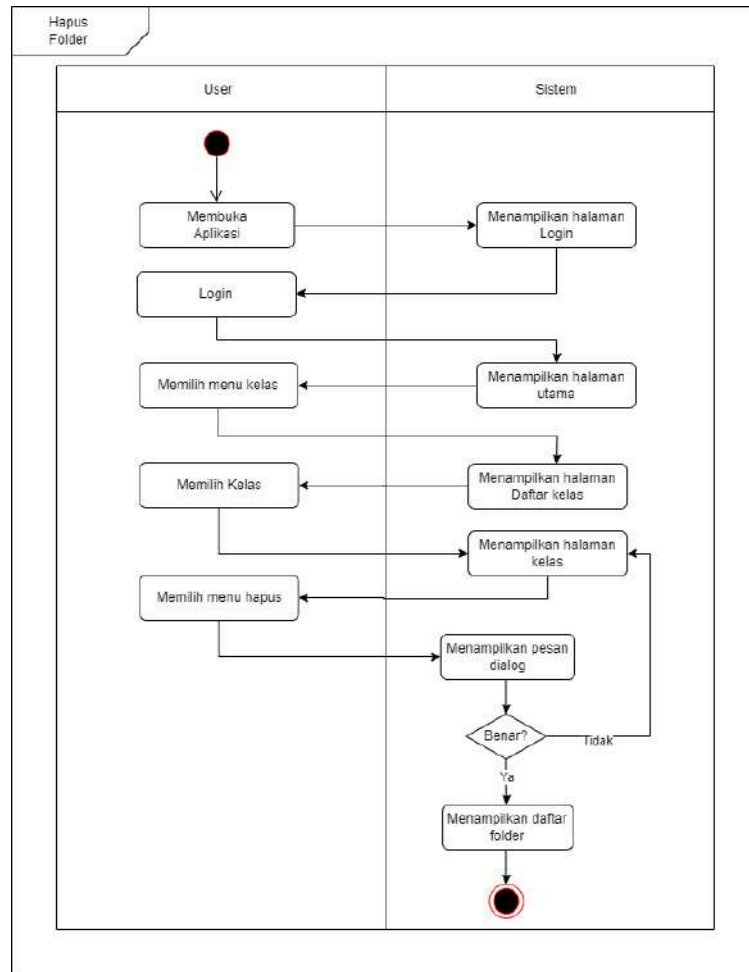 Hapus
Folder
User
Sistem
Membuka
Aplikasi
Menampilkan halaman
Login
Login
Menampilkan halaman
utama
Memilih menu kelas
Menampilkan halaman
Daftar kelas
Memilih Kelas
Menampilkan halaman
kelas
Memilih menu hapus
Menampilkan pesan
dialog
Benar?
Tidak
Ya
Menampilkan daftar
folder